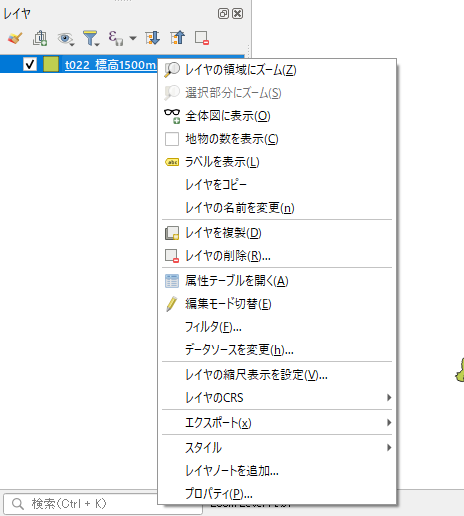 レイヤ
t022_標高1500m
レイヤの領域にズーム(Z)
選択部分にズーム(S)
全体図に表示(O)
地物の数を表示(C)
ラベルを表示(L)
レイヤをコピー
レイヤの名前を変更(n)
レイヤを複製(D)
レイヤの削除(R)...
属性テーブルを開く(A)
編集モード切替(E)
フィルタ(F)...
データソースを変更(h)...
レイヤの縮尺表示を設定(V)...
レイヤのCRS
エクスポート(x)
スタイル
レイヤノートを追加...
プロパティ(P)...
検索(Ctrl + K)